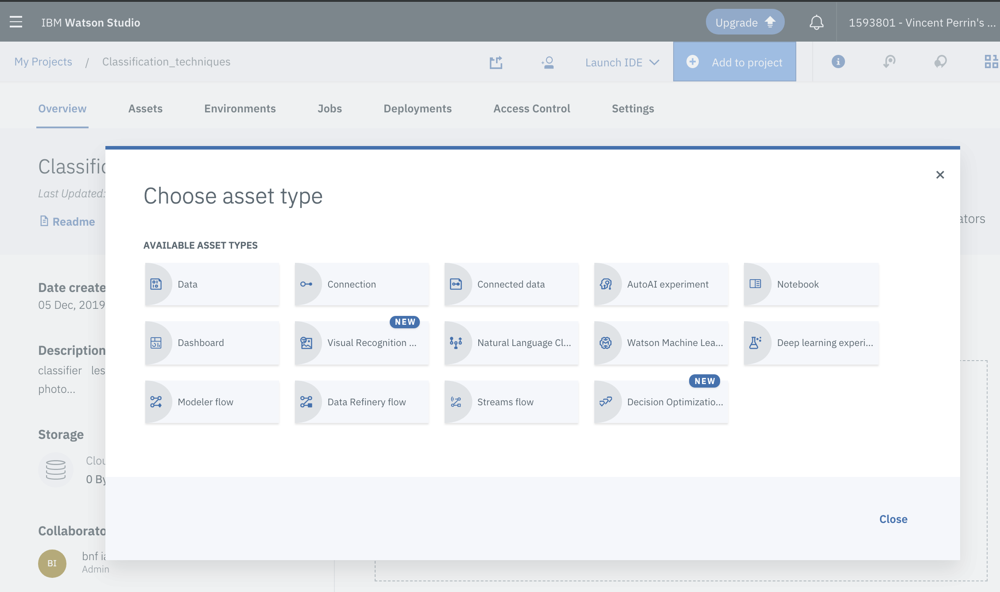 IBM Watson Studio
Upgrade
1593801 - Vincent Perrin's ...
My Projects / Classification_techniques
Launch IDE
Add to project
Overview
Assets
Environments
Jobs
Deployments
Access Control
Settings
Classific
Last Updated:
Readme
ators
Choose asset type
AVAILABLE ASSET TYPES
Data
Connection
Connected data
AutoAI experiment
Notebook
Dashboard
NEW
Visual Recognition ...
Natural Language Cl...
Watson Machine Lea...
Deep learning experi...
Modeler flow
Data Refinery flow
Streams flow
NEW
Decision Optimizatio...
Close
Date create
05 Dec, 2019
Description
classifier les
photo...
Storage
Clou
0 By
Collaborato
BI
bnf ia
Admin